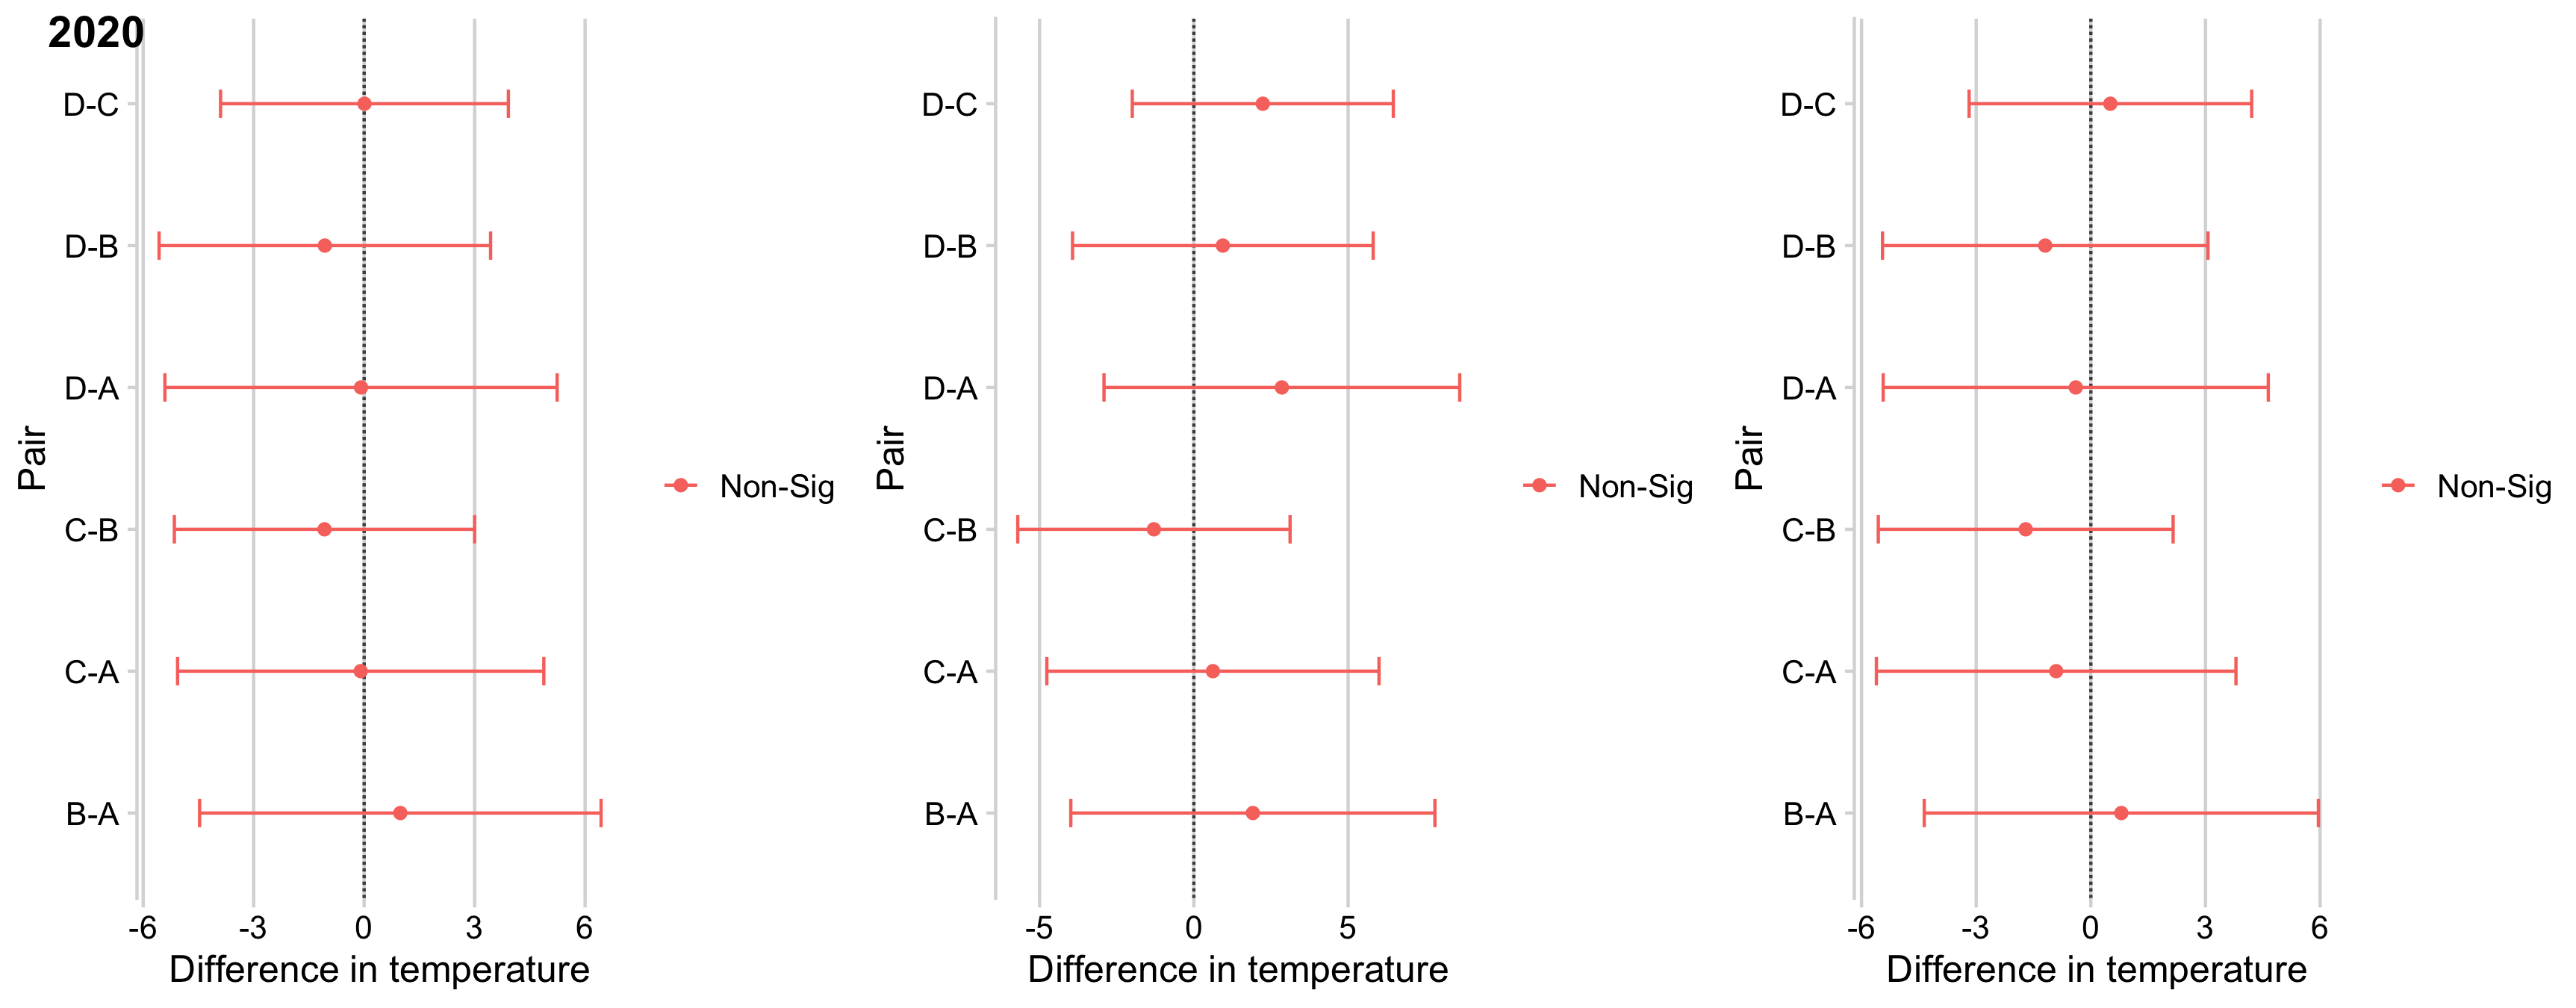 2020
D-C
D-B
D-A
C-B
C-A
B-A
Pair
-6 -3 0 3 6
Difference in temperature
Non-Sig
D-C
D-B
D-A
C-B
C-A
B-A
Pair
-5 0 5
Difference in temperature
Non-Sig
D-C
D-B
D-A
C-B
C-A
B-A
Pair
-6 -3 0 3 6
Difference in temperature
Non-Sig